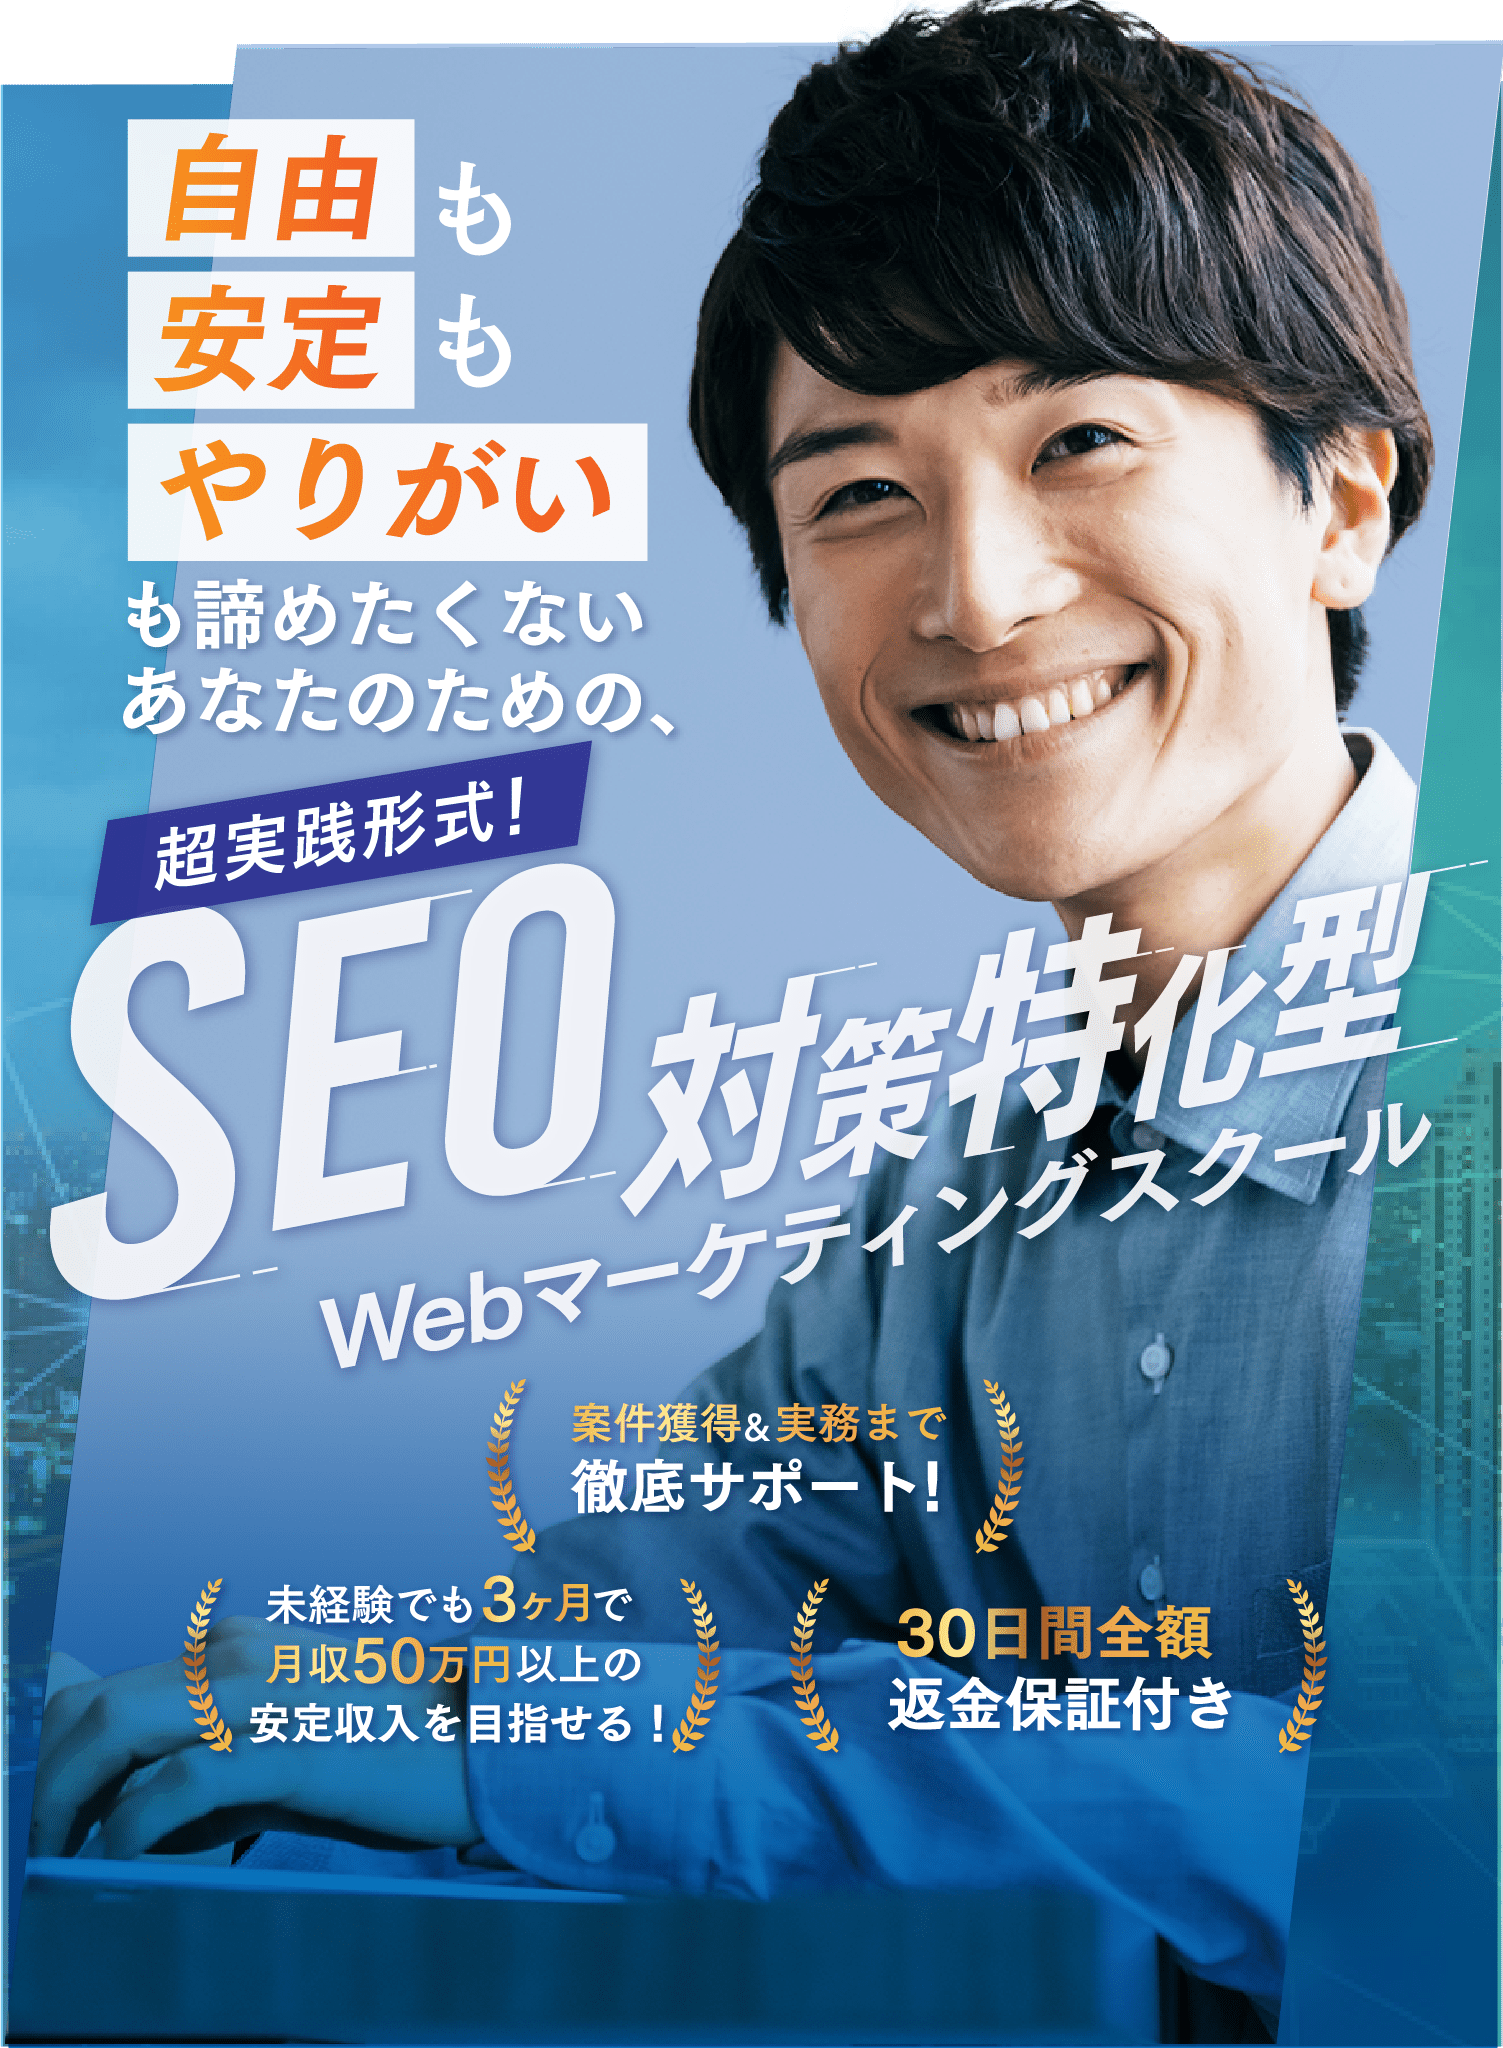 自由も
安定も
やりがい
も諦めたくない
あなたのための、
超実践形式!
SEO対策特化型
Webマーケティングスクール
案件獲得&実務まで
徹底サポート!
未経験でも3ヶ月で
月収50万円以上の
安定収入を目指せる!
30日間全額
返金保証付き